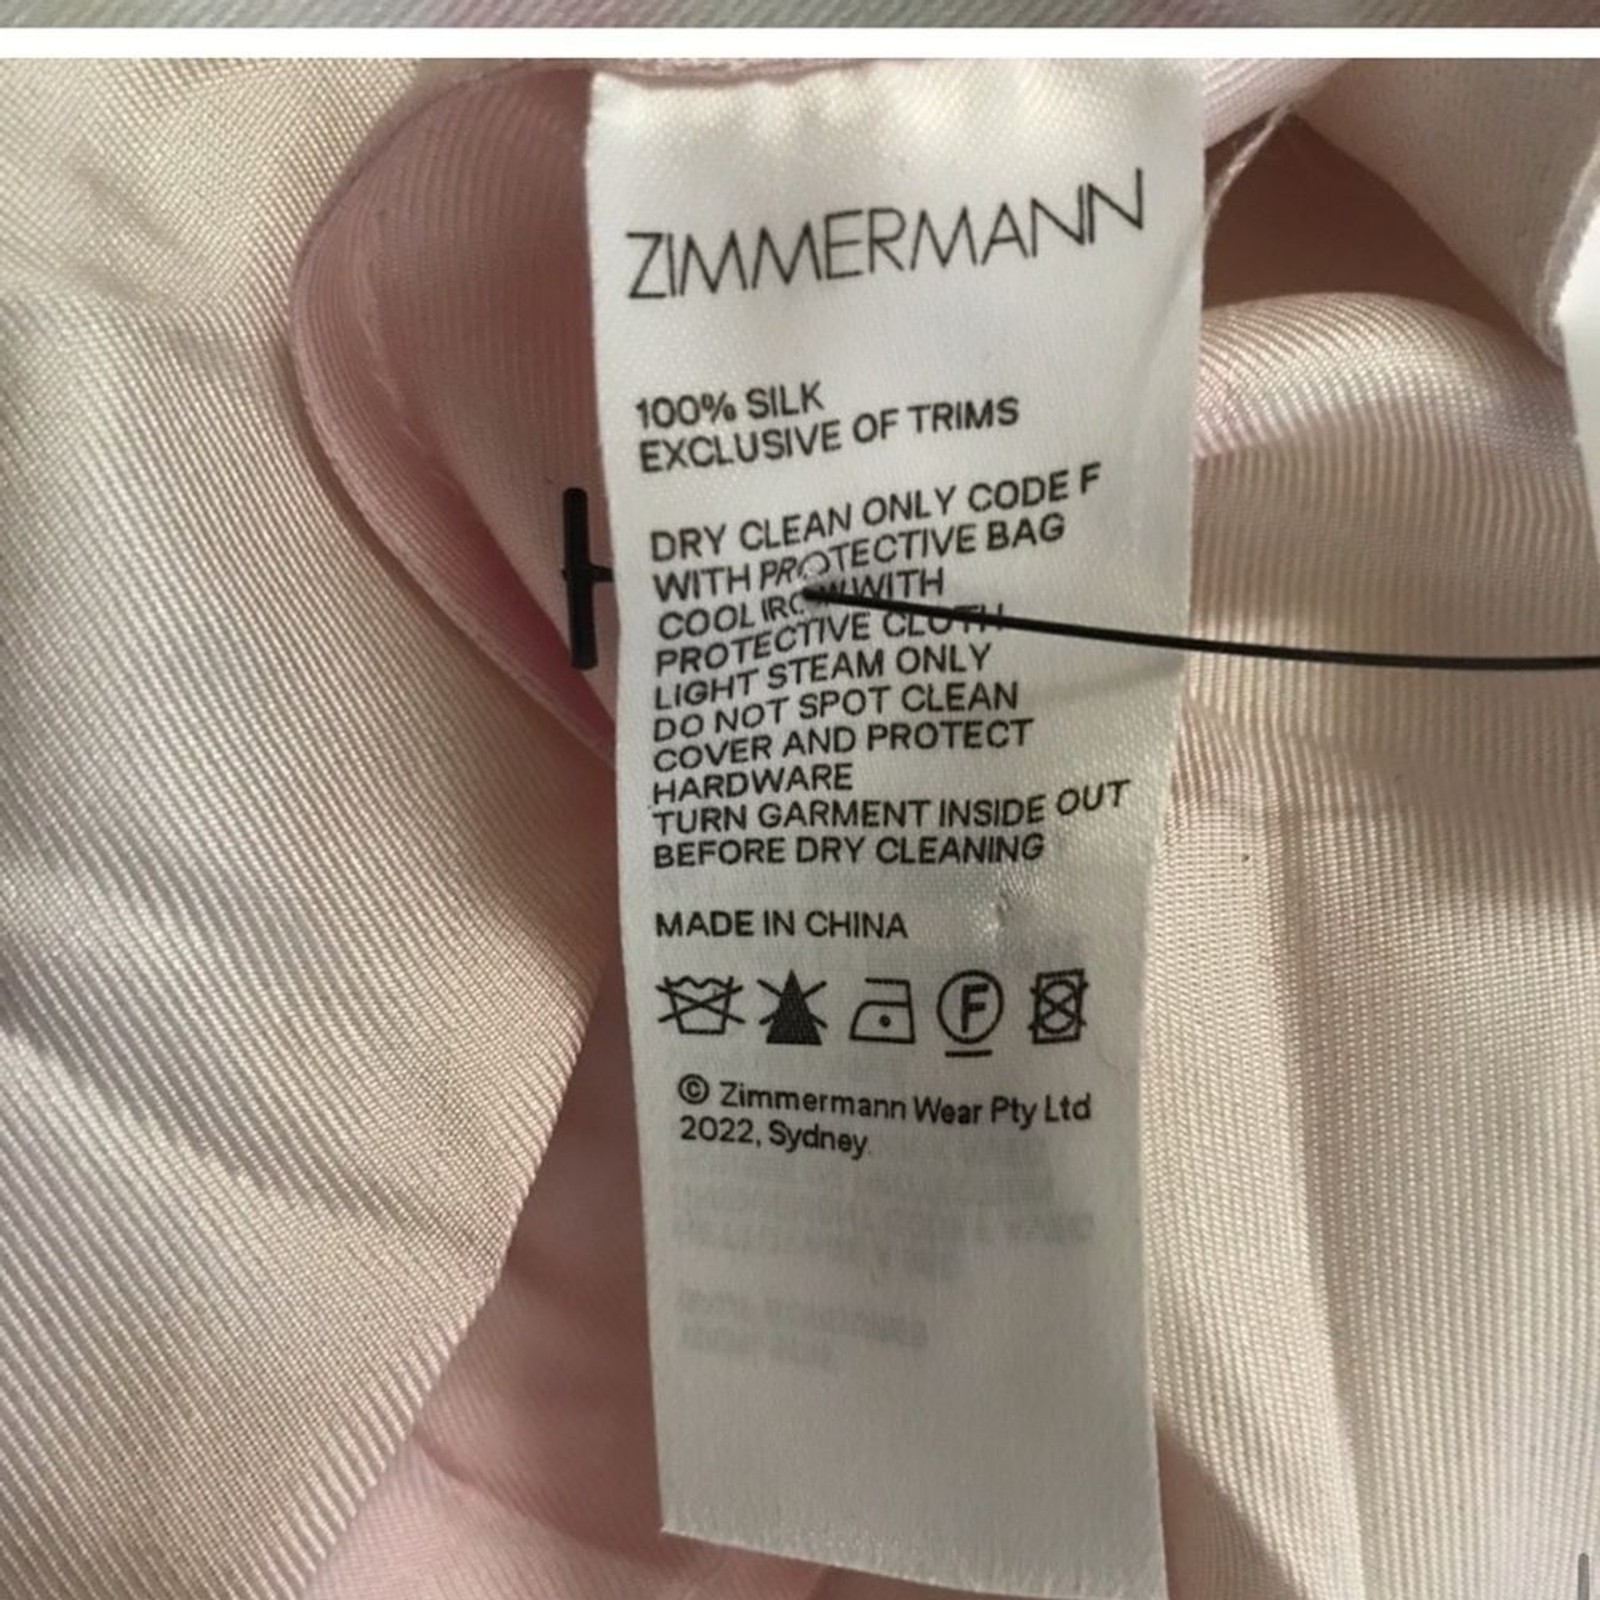 ZIMMERMANN
100% SILK
EXCLUSIVE OF TRIMS
DRY CLEAN ONLY CODE F
WITH PROTECTIVE BAG
COOL IRON WITH
PROTECTIVE CLOTH
LIGHT STEAM ONLY
DO NOT SPOT CLEAN
COVER AND PROTECT
HARDWARE
TURN GARMENT INSIDE OUT
BEFORE DRY CLEANING
MADE IN CHINA
F
© Zimmermann Wear Pty Ltd
2022, Sydney